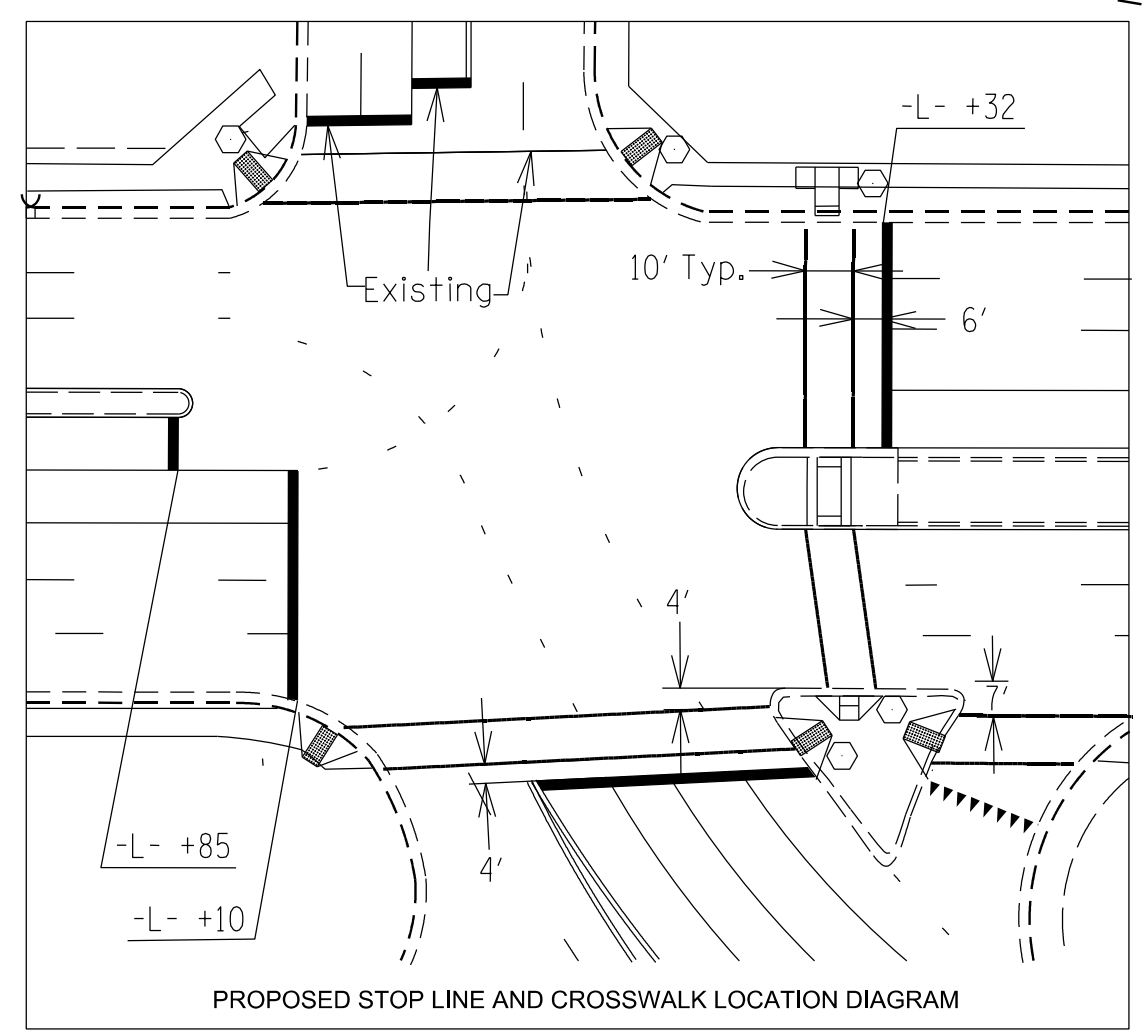 -L- +32
10' Typ.
Existing
6'
4'
7'
-L- +85
4'
-L- +10
PROPOSED STOP LINE AND CROSSWALK LOCATION DIAGRAM